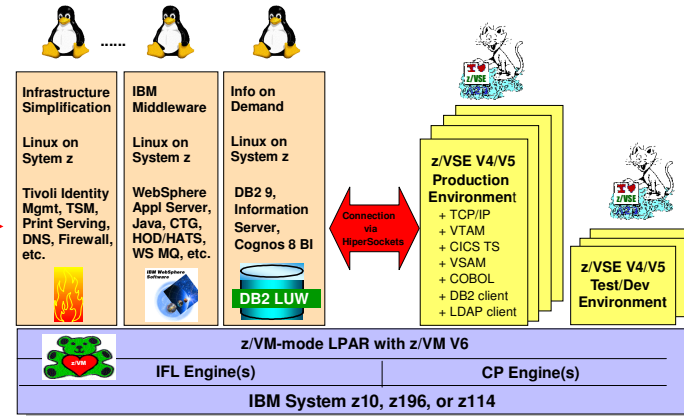 ......
Infrastructure
Simplification
Linux on
Sytem z
Tivoli Identity
Mgmt, TSM,
Print Serving,
DNS, Firewall,
etc.
IBM
Middleware
Linux on
System z
WebSphere
Appl Server,
Java, CTG,
HOD/HATS,
WS MQ, etc.
IBM WebSphere
Software
Info on
Demand
Linux on
System z
DB2 9,
Information
Server,
Cognos 8 BI
DB2 LUW
Connection
via
HiperSockets
I ♥
z/VSE
z/VSE V4/V5
Production
Environment
+ TCP/IP
+ VTAM
+ CICS TS
+ VSAM
+ COBOL
+ DB2 client
+ LDAP client
I ♥
z/VSE
z/VSE V4/V5
Test/Dev
Environment
z/VM
z/VM-mode LPAR with z/VM V6
IFL Engine(s)
CP Engine(s)
IBM System z10, z196, or z114